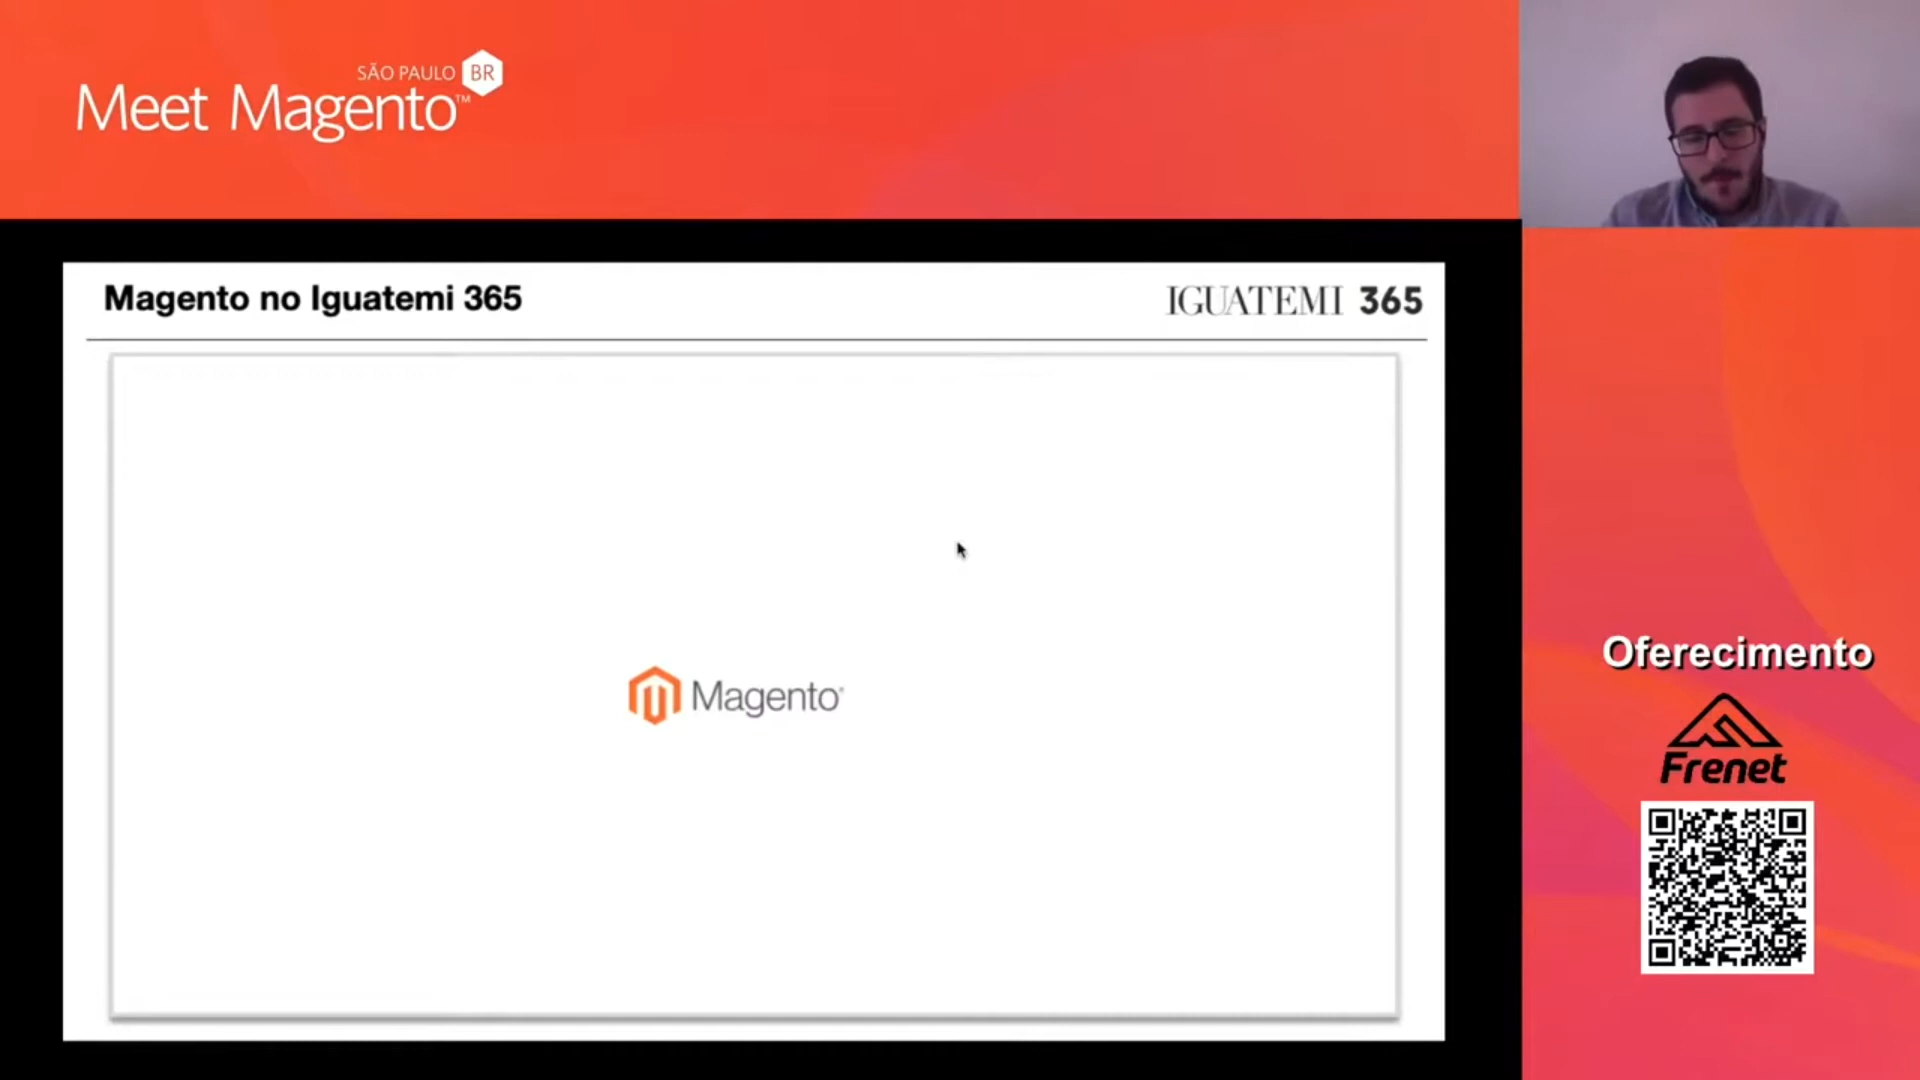 SÃO PAULO BR
Meet Magento™
Magento no Iguatemi 365
IGUATEMI 365
Magento®
Oferecimento
Frenet